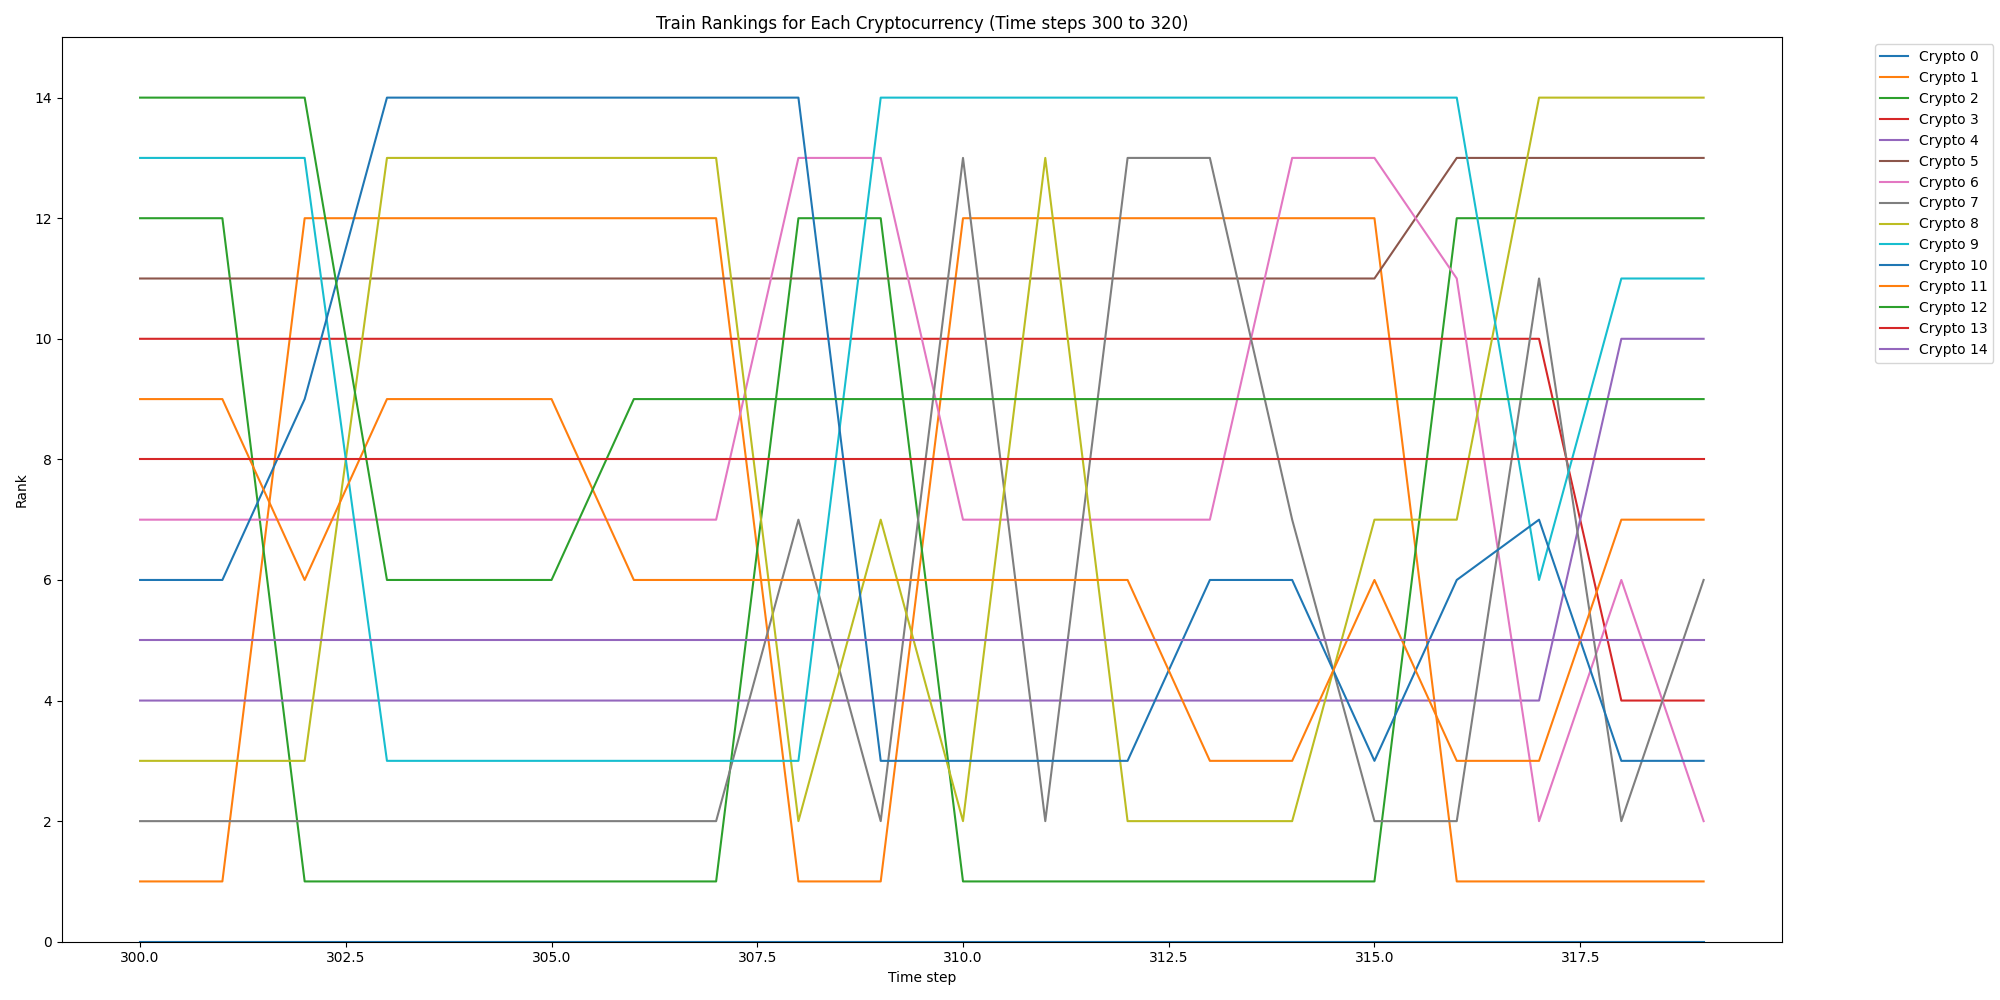 Train Rankings for Each Cryptocurrency (Time steps 300 to 320)
Rank
14
12
10
8
6
4
2
0
300.0
302.5
305.0
307.5
310.0
312.5
315.0
317.5
Time step
Crypto 0
Crypto 1
Crypto 2
Crypto 3
Crypto 4
Crypto 5
Crypto 6
Crypto 7
Crypto 8
Crypto 9
Crypto 10
Crypto 11
Crypto 12
Crypto 13
Crypto 14